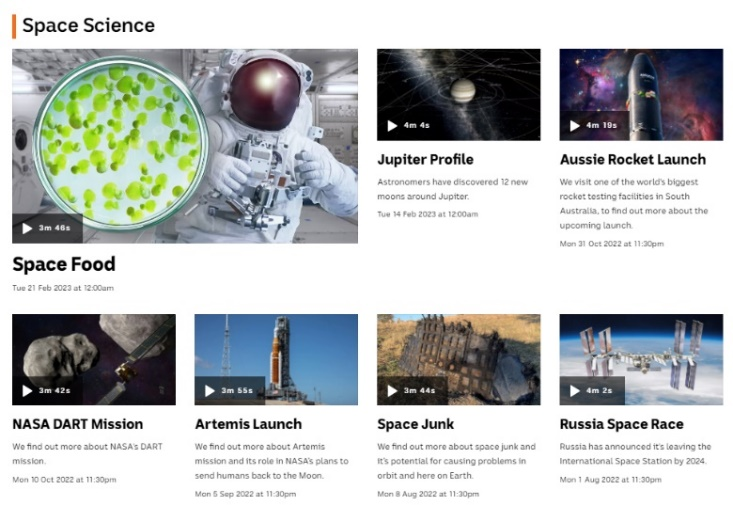 Space Science
3m 46s
Space Food
Tue 21 Feb 2023 at 12:00am
4m 4s
Jupiter Profile
Astronomers have discovered 12 new
moons around Jupiter.
Tue 14 Feb 2023 at 12:00am
4m 19s
Aussie Rocket Launch
We visit one of the world's biggest
rocket testing facilities in South
Australia, to find out more about the
upcoming launch.
Mon 31 Oct 2022 at 11:30pm
3m 42s
NASA DART Mission
We find out more about NASA's DART
mission.
Mon 10 Oct 2022 at 11:30pm
3m 55s
Artemis Launch
We find out more about Artemis
mission and its role in NASA's plans to
send humans back to the Moon.
Mon 5 Sep 2022 at 11:30pm
3m 44s
Space Junk
We find out more about space junk and
it's potential for causing problems in
orbit and here on Earth.
Mon 8 Aug 2022 at 11:30pm
4m 2s
Russia Space Race
Russia has announced it's leaving the
International Space Station by 2024.
Mon 1 Aug 2022 at 11:30pm